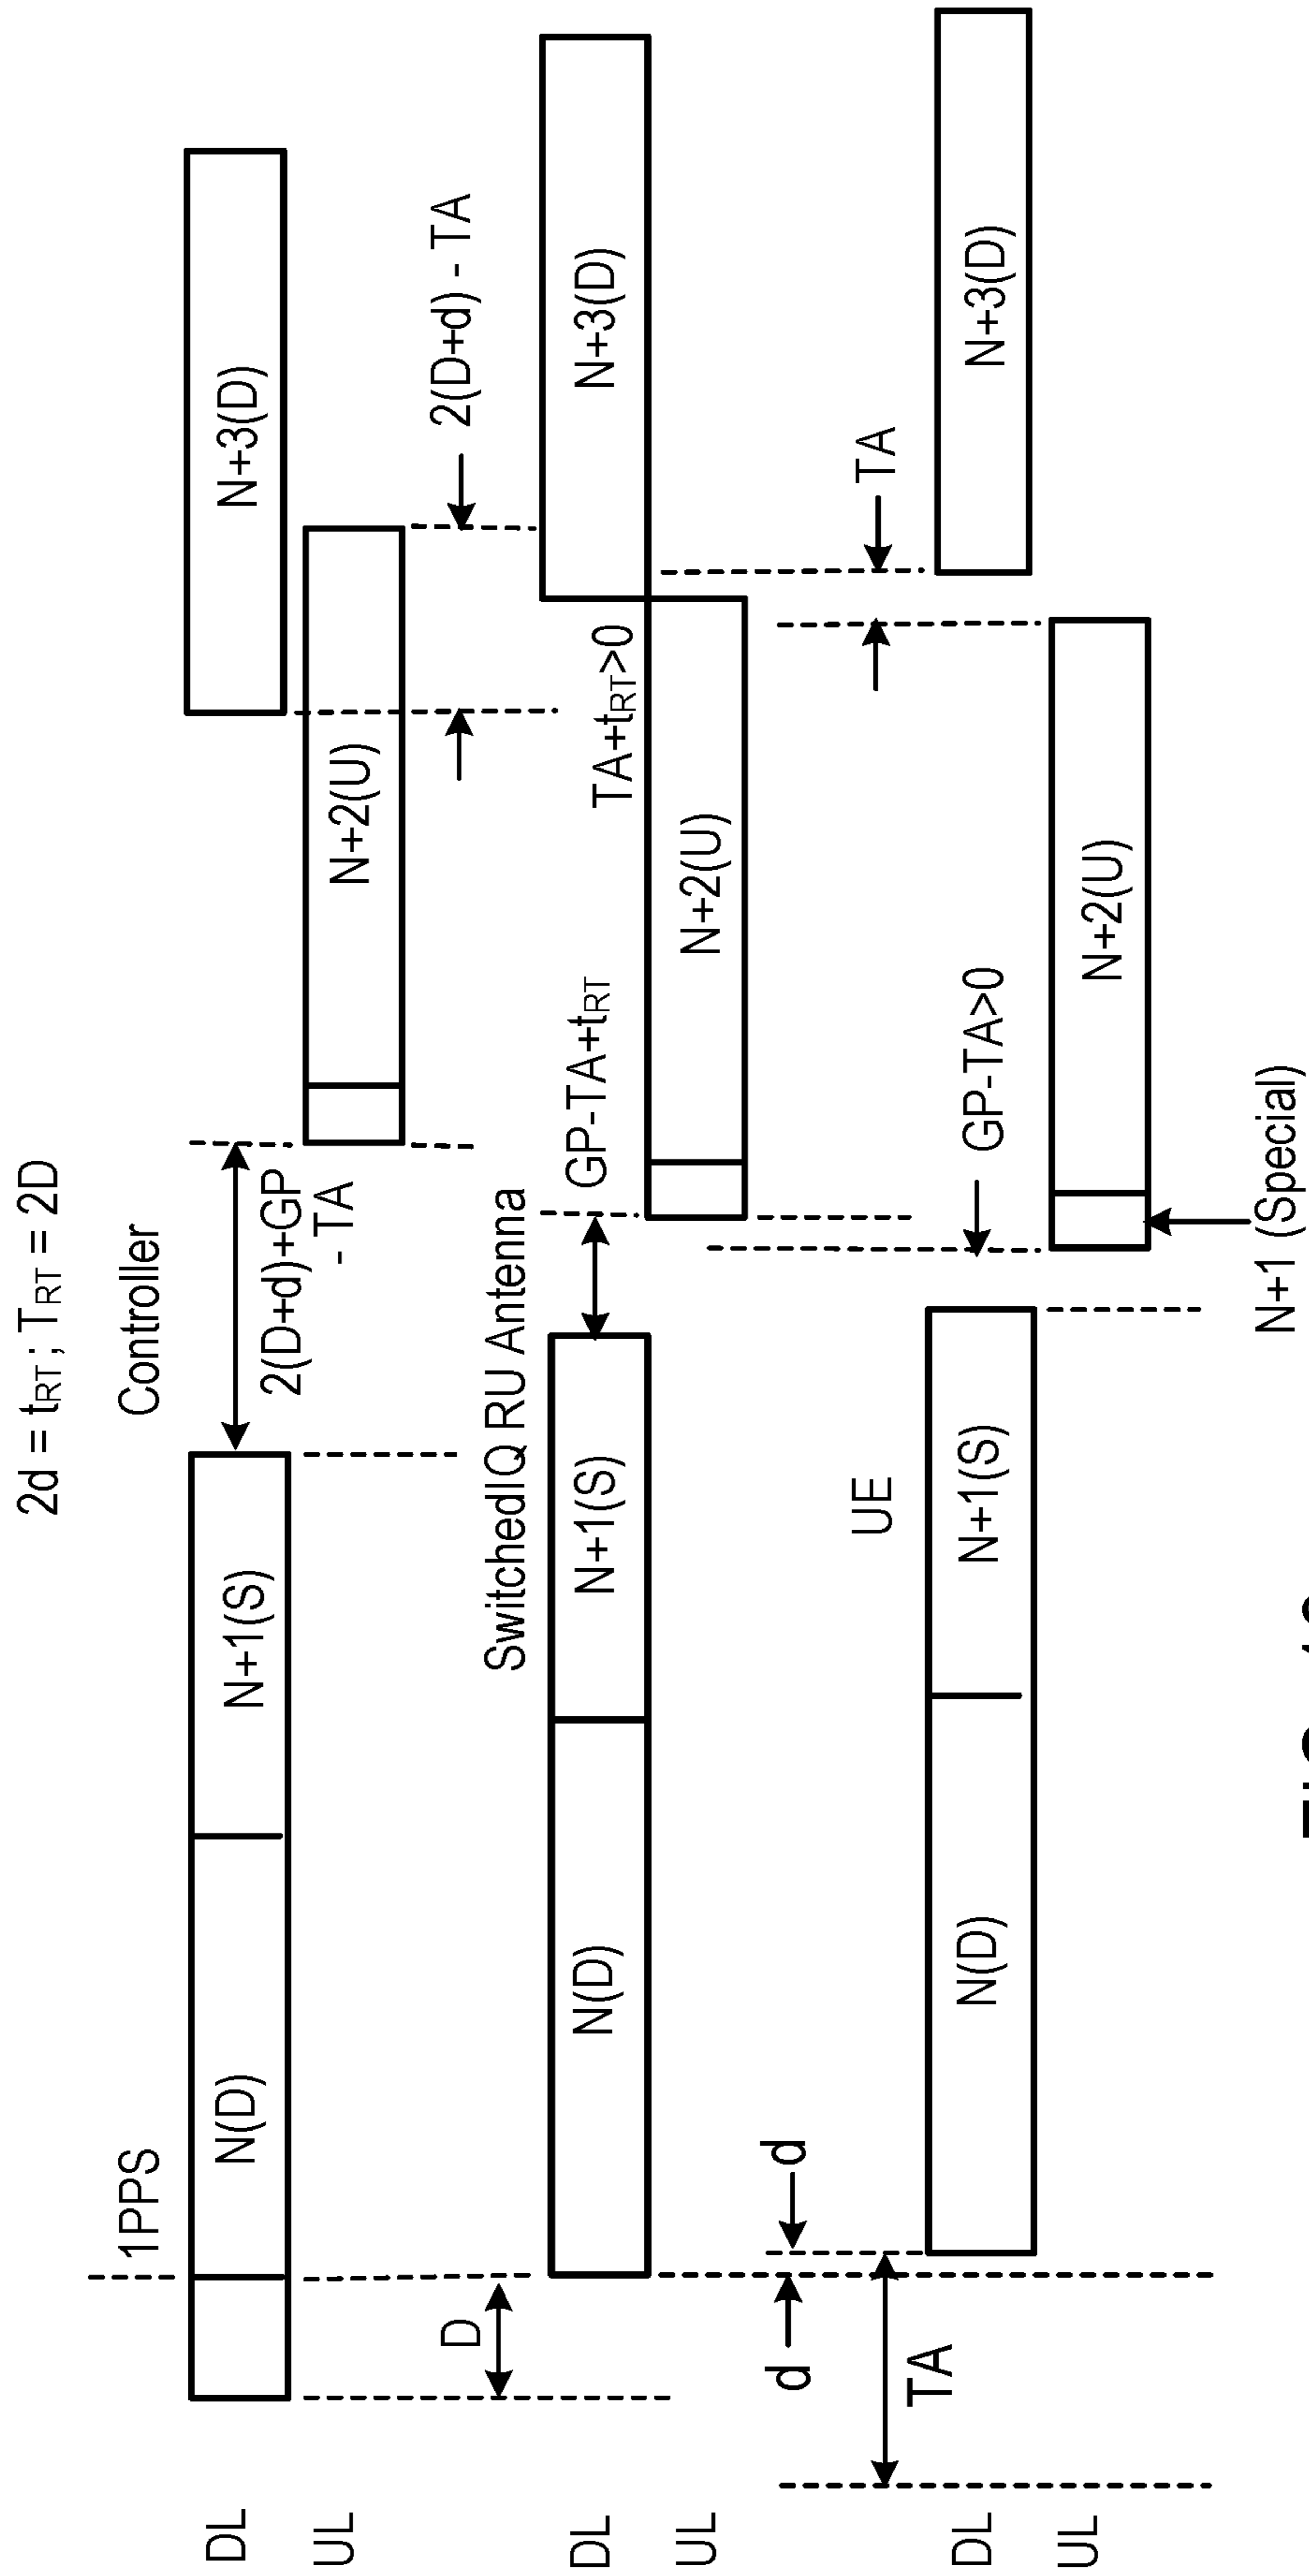 2d = tRT ; TRT = 2D
Controller
1PPS
DL
N(D)
N+1(S)
N+3(D)
2(D+d)+GP
- TA
UL
N+2(U)
2(D+d) - TA
D
SwitchedIQ RU Antenna
GP-TA+tRT
TA+tRT>0
DL
N(D)
N+1(S)
N+3(D)
UL
N+2(U)
d
d
TA
UE
GP-TA>0
TA
DL
N(D)
N+1(S)
N+3(D)
UL
N+2(U)
N+1 (Special)